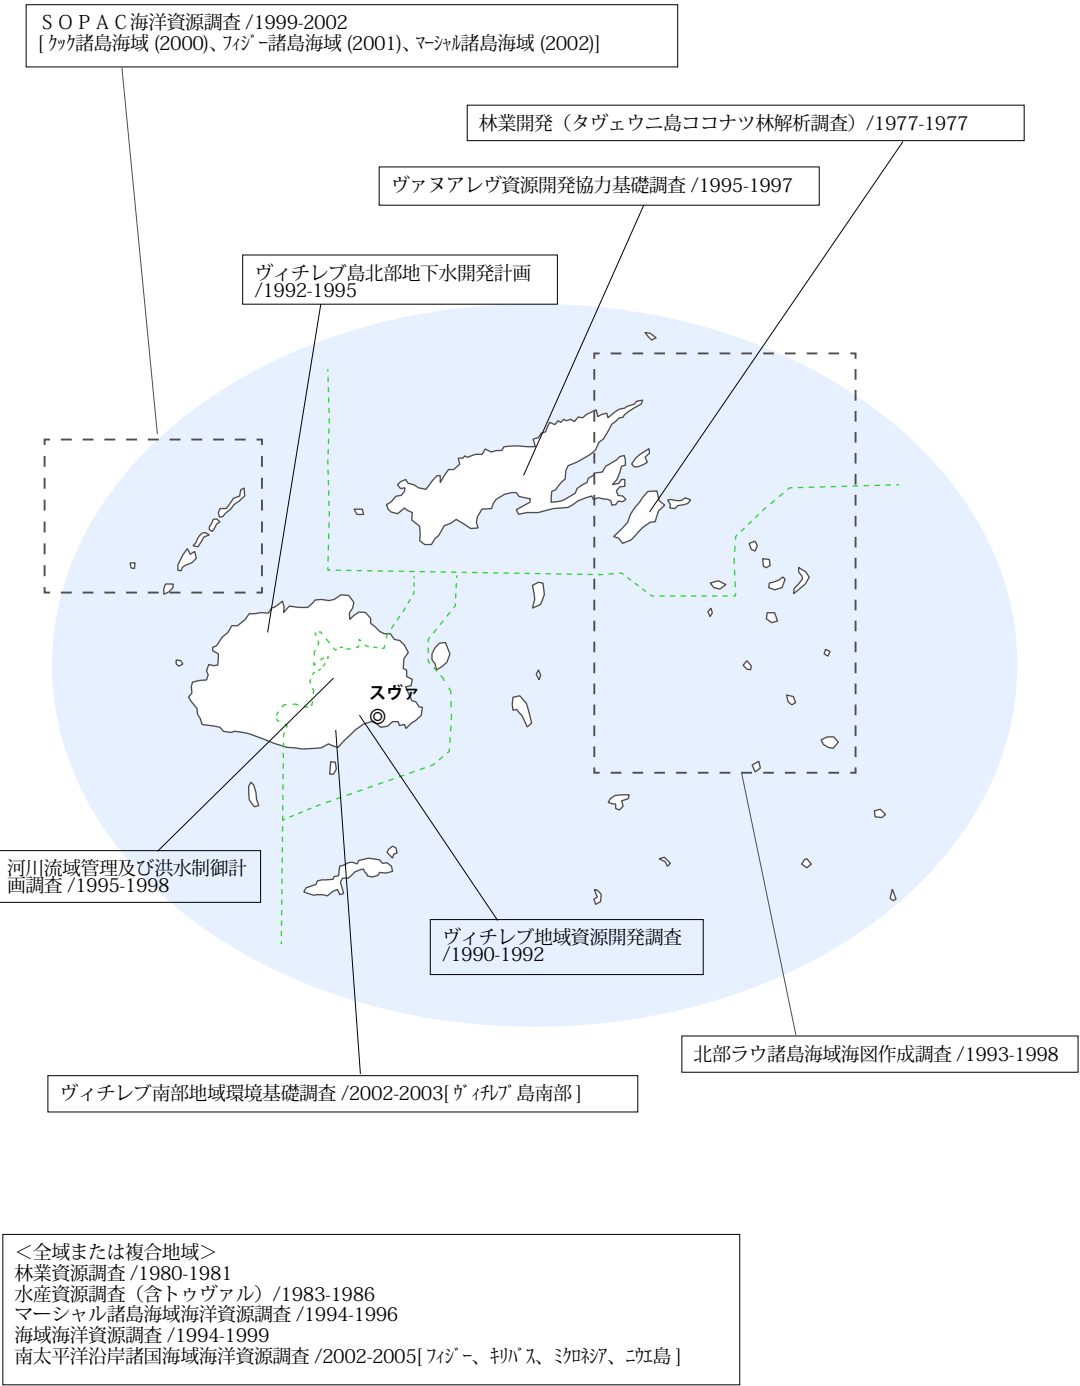 ＳＯＰＡＣ海洋資源調査 /1999-2002
[ ｸｯｸ諸島海域 (2000)、ﾌｨｼﾞｰ諸島海域 (2001)、ﾏｰｼｬﾙ諸島海域 (2002)]
林業開発（タヴェウニ島ココナツ林解析調査）/1977-1977
ヴァヌアレヴ資源開発協力基礎調査 /1995-1997
ヴィチレブ島北部地下水開発計画
/1992-1995
スヴァ
河川流域管理及び洪水制御計
画調査 /1995-1998
ヴィチレブ地域資源開発調査
/1990-1992
北部ラウ諸島海域海図作成調査 /1993-1998
ヴィチレブ南部地域環境基礎調査 /2002-2003[ ｳﾞｨﾁﾚﾌﾞ島南部 ]
＜全域または複合地域＞
林業資源調査 /1980-1981
水産資源調査（含トゥヴァル）/1983-1986
マーシャル諸島海域海洋資源調査 /1994-1996
海域海洋資源調査 /1994-1999
南太平洋沿岸諸国海域海洋資源調査 /2002-2005[ ﾌｨｼﾞｰ、ｷﾘﾊﾞｽ、ﾐｸﾛﾈｼｱ、ﾆｳｴ島 ]